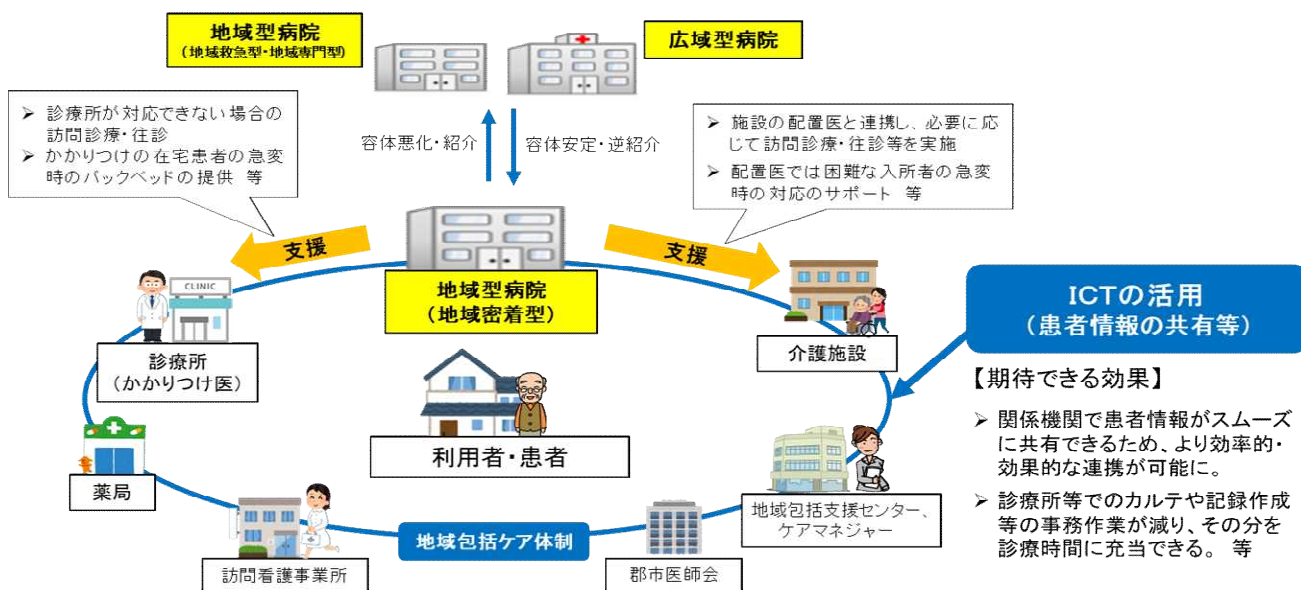 地域型病院
(地域救急型・地域専門型)
広域型病院
➢ 診療所が対応できない場合の
訪問診療・往診
➢ かかりつけの在宅患者の急変
時のバックベッドの提供 等
容体悪化・紹介
容体安定・逆紹介
➢ 施設の配置医と連携し、必要に応
じて訪問診療・往診等を実施
➢ 配置医では困難な入所者の急変
時の対応のサポート 等
支援
支援
地域型病院
(地域密着型)
CLINIC
診療所
(かかりつけ医)
介護施設
ICTの活用
(患者情報の共有等)
【期待できる効果】
➢ 関係機関で患者情報がスムーズ
に共有できるため、より効率的・
効果的な連携が可能に。
➢ 診療所等でのカルテや記録作成
等の事務作業が減り、その分を
診療時間に充当できる。 等
利用者・患者
薬局
地域包括支援センター、
ケアマネジャー
地域包括ケア体制
訪問看護事業所
郡市医師会